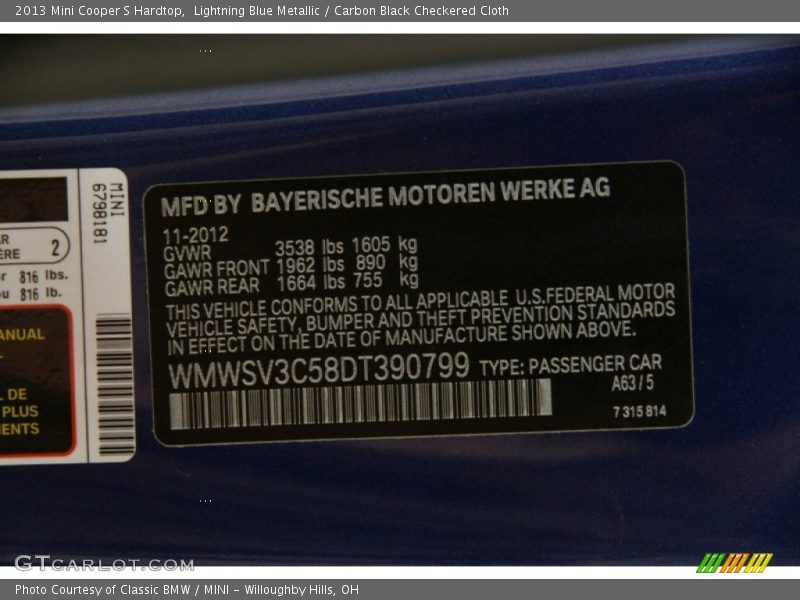 2013 Mini Cooper S Hardtop,  Lightning Blue Metallic / Carbon Black Checkered Cloth
MFD BY BAYERISCHE MOTOREN WERKE AG
11-2012
GVWR 3538 lbs 1605 kg
GAWR FRONT 1962 lbs 890 kg
GAWR REAR 1664 lbs 755 kg
THIS VEHICLE CONFORMS TO ALL APPLICABLE U.S.FEDERAL MOTOR
VEHICLE SAFETY, BUMPER AND THEFT PREVENTION STANDARDS
IN EFFECT ON THE DATE OF MANUFACTURE SHOWN ABOVE.
WMWSV3C58DT390799 TYPE: PASSENGER CAR
A63 / 5
7 315 814
MINI
6798181
2
816 lbs.
816 lb.
ANUAL
DE
PLUS
ENTS
GTCARLOT.COM
Photo Courtesy of Classic BMW / MINI - Willoughby Hills, OH